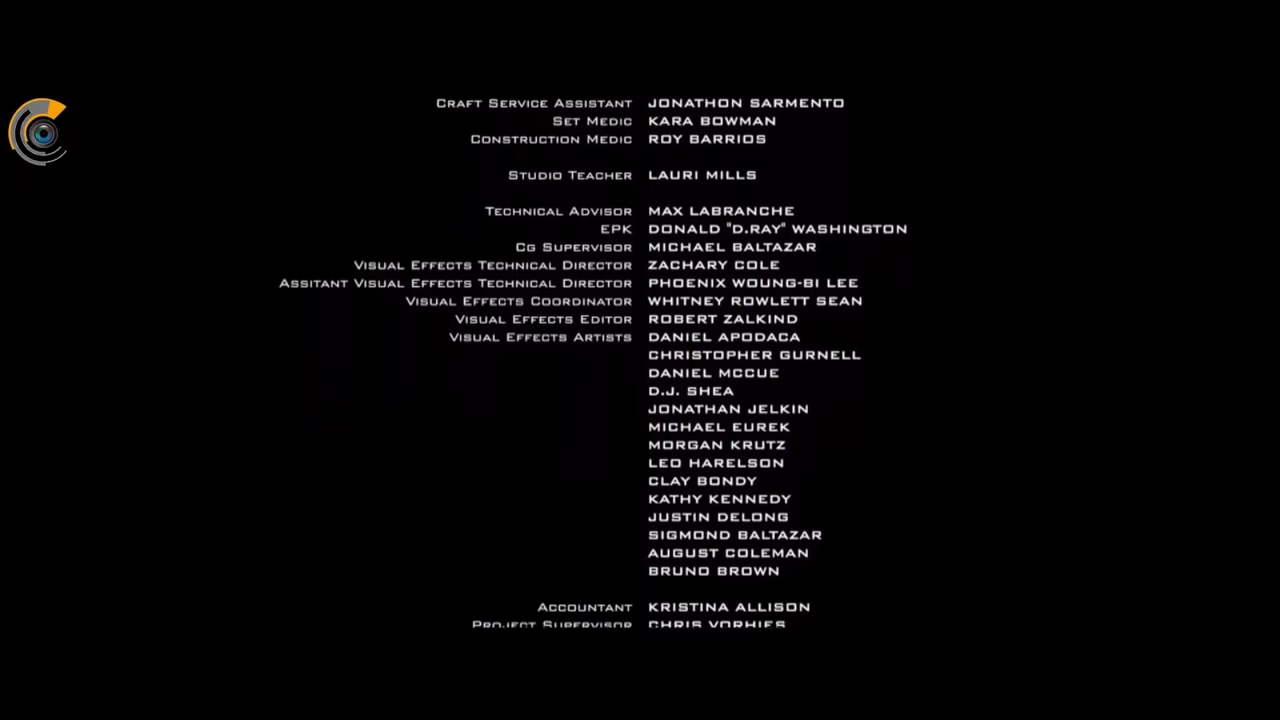 Craft Service Assistant JONATHON SARMENTO
Set Medic KARA BOWMAN
Construction Medic ROY BARRIOS
Studio Teacher LAURI MILLS
Technical Advisor MAX LABRANCHE
EPK DONALD "D.RAY" WASHINGTON
Cg Supervisor MICHAEL BALTAZAR
Visual Effects Technical Director ZACHARY COLE
Assitant Visual Effects Technical Director PHOENIX WOUNG-BI LEE
Visual Effects Coordinator WHITNEY ROWLETT SEAN
Visual Effects Editor ROBERT ZALKIND
Visual Effects Artists DANIEL APODACA
CHRISTOPHER GURNELL
DANIEL MCCUE
D.J. SHEA
JONATHAN JELKIN
MICHAEL EUREK
MORGAN KRUTZ
LEO HARELSON
CLAY BONDY
KATHY KENNEDY
JUSTIN DELONG
SIGMOND BALTAZAR
AUGUST COLEMAN
BRUNO BROWN
Accountant KRISTINA ALLISON
Project Supervisor CHRIS VORHIES